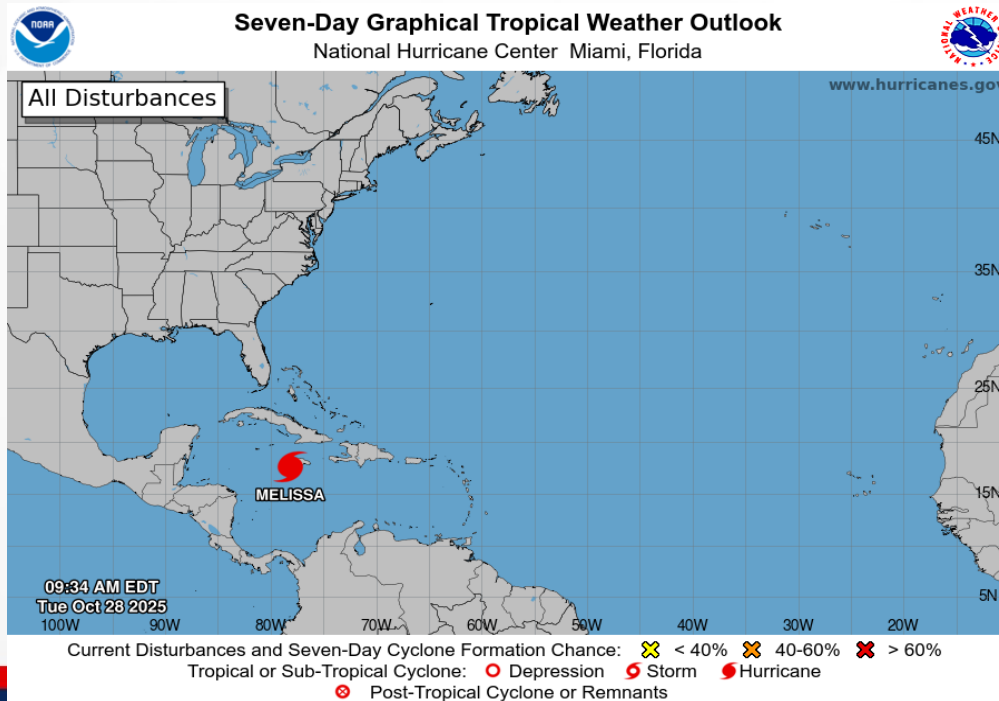 Seven-Day Graphical Tropical Weather Outlook
National Hurricane Center Miami, Florida
NOAA
All Disturbances
www.hurricanes.gov
45N
35N
25N
15N
5N
MELISSA
09:34 AM EDT
Tue Oct 28 2025
100W 90W 80W 70W 60W 50W 40W 30W 20W
Current Disturbances and Seven-Day Cyclone Formation Chance: < 40% 40-60% > 60%
Tropical or Sub-Tropical Cyclone: Depression Storm Hurricane
Post-Tropical Cyclone or Remnants